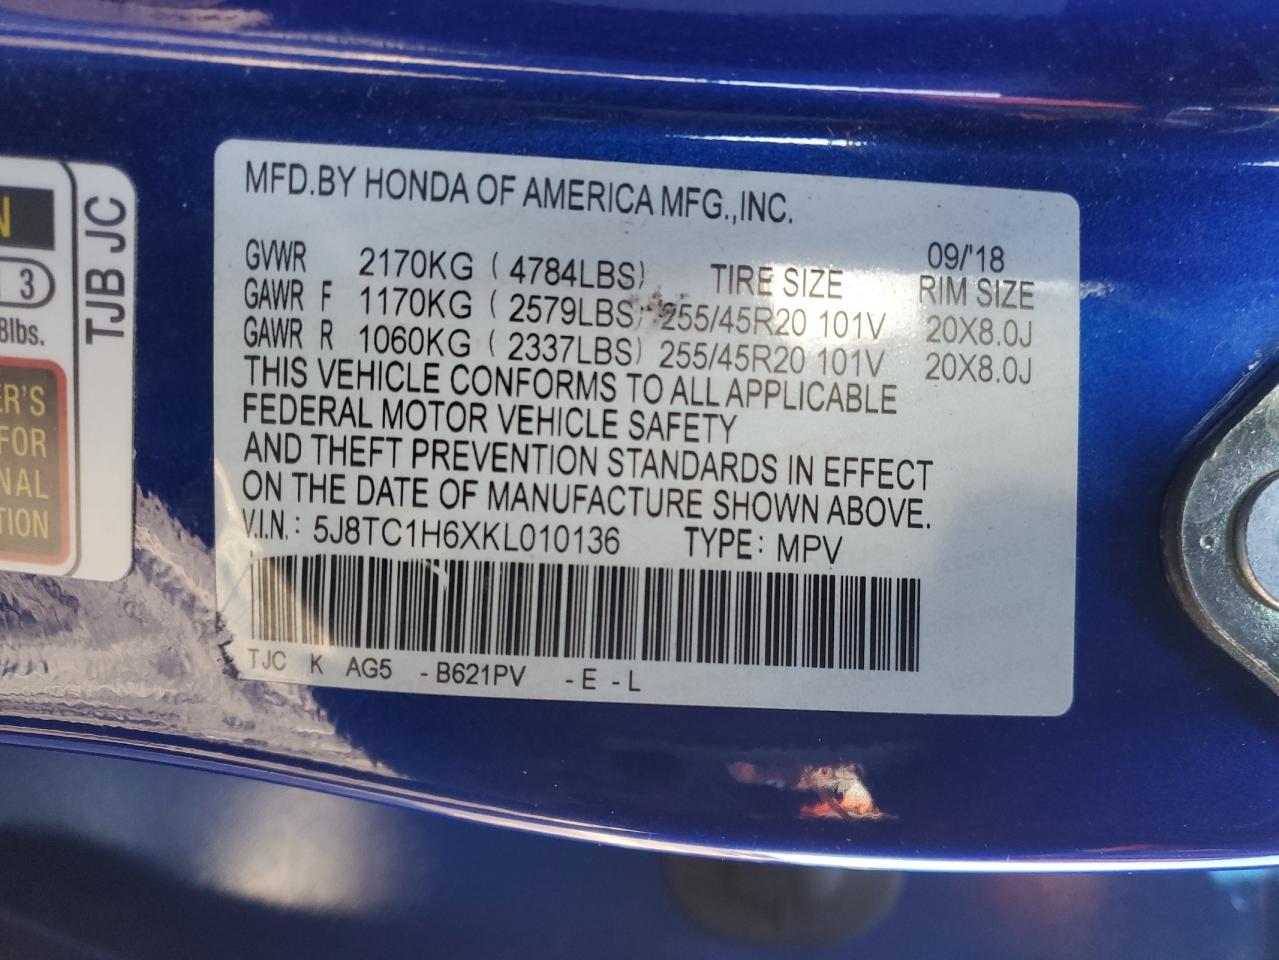 MFD.BY HONDA OF AMERICA MFG.,INC.
09/'18
GVWR 2170KG ( 4784LBS) TIRE SIZE RIM SIZE
GAWR F 1170KG ( 2579LBS) 255/45R20 101V 20X8.0J
GAWR R 1060KG ( 2337LBS) 255/45R20 101V 20X8.0J
THIS VEHICLE CONFORMS TO ALL APPLICABLE
FEDERAL MOTOR VEHICLE SAFETY
AND THEFT PREVENTION STANDARDS IN EFFECT
ON THE DATE OF MANUFACTURE SHOWN ABOVE.
V.I.N.: 5J8TC1H6XKL010136 TYPE: MPV
TJC K AG5 -B621PV -E -L
TJB JC
N
3
8lbs.
ER'S
FOR
NAL
TION